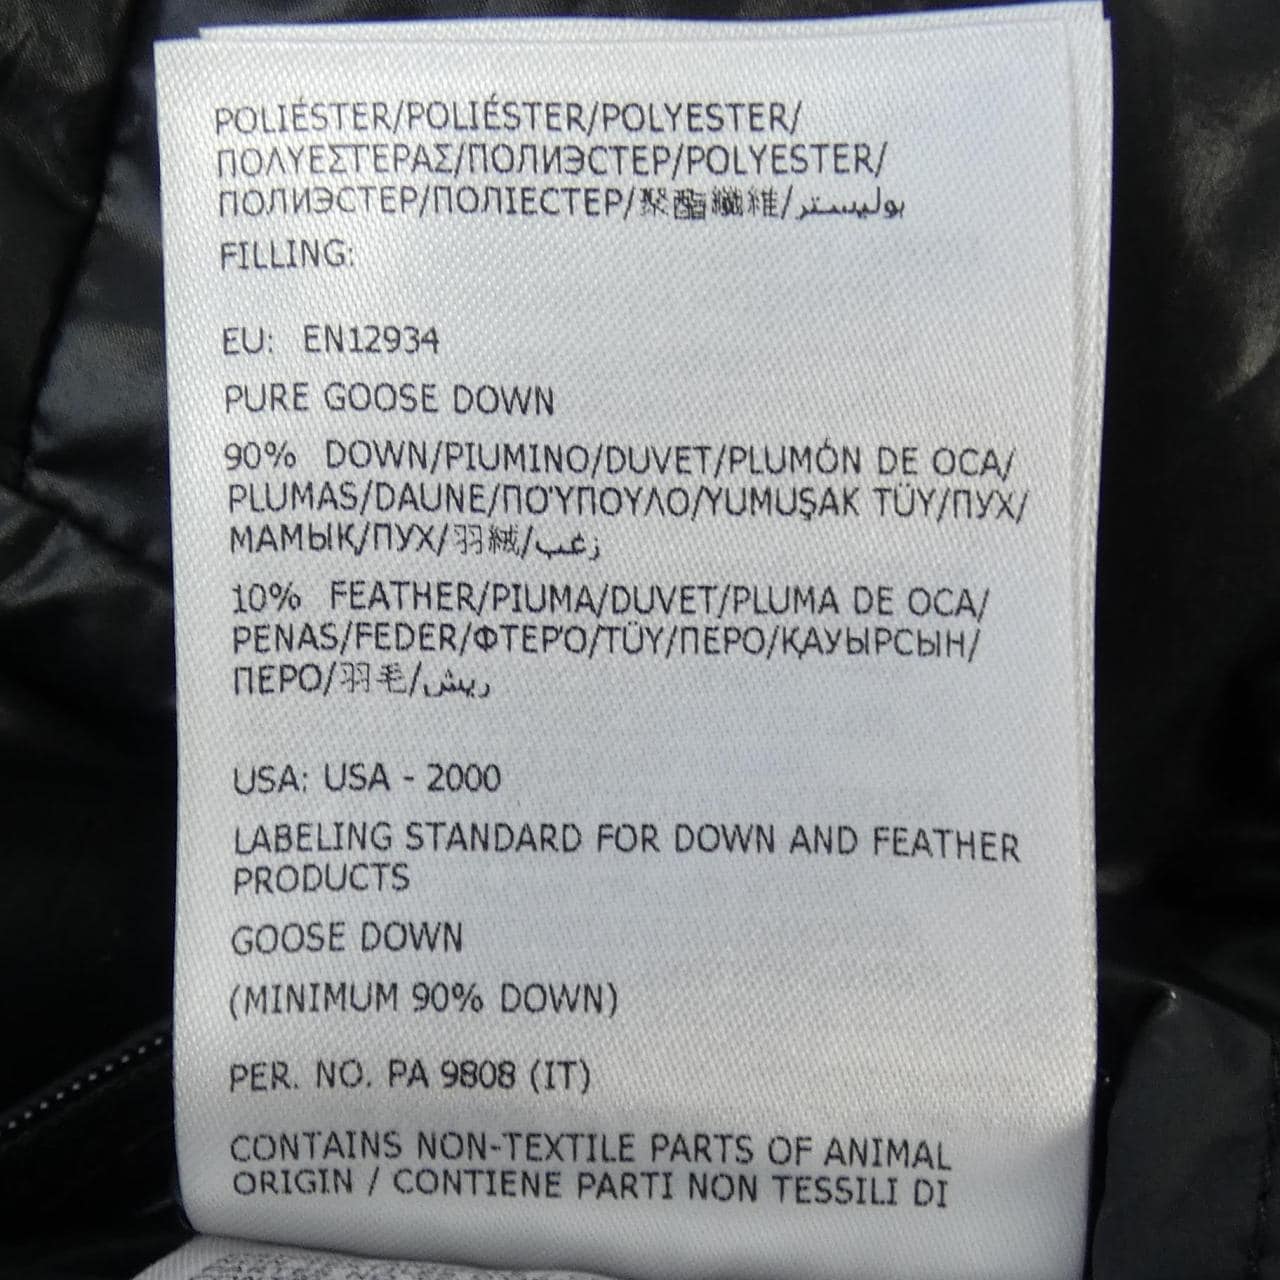 POLIÉSTER/POLIÉSTER/POLYESTER/
ΠΟΛΥΕΣΤΕΡΑΣ/ПОЛИЭСТЕР/POLYESTER/
ПОЛИЭСТЕР/ПОЛІЕСТЕР/聚酯纖維/بوليستر
FILLING:
EU: EN12934
PURE GOOSE DOWN
90% DOWN/PIUMINO/DUVET/PLUMÓN DE OCA/
PLUMAS/DAUNE/ΠΟΎΠΟΥΛΟ/YUMUŞAK TÜY/ПУХ/
МАМЫҚ/ПУХ/羽絨/زغب
10% FEATHER/PIUMA/DUVET/PLUMA DE OCA/
PENAS/FEDER/ΦΤΕΡΌ/TÜY/ПЕРО/ҚАУЫРСЫН/
ПЕРО/羽毛/ريش
USA: USA - 2000
LABELING STANDARD FOR DOWN AND FEATHER
PRODUCTS
GOOSE DOWN
(MINIMUM 90% DOWN)
PER. NO. PA 9808 (IT)
CONTAINS NON-TEXTILE PARTS OF ANIMAL
ORIGIN / CONTIENE PARTI NON TESSILI DI